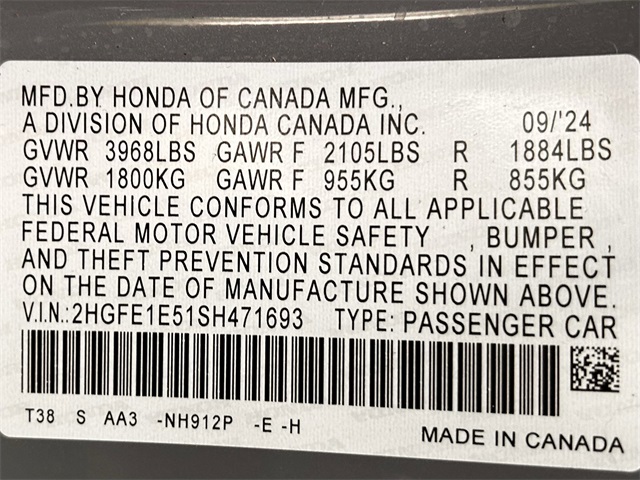 MFD.BY HONDA OF CANADA MFG.,
A DIVISION OF HONDA CANADA INC. 09/'24
GVWR 3968LBS GAWR F 2105LBS R 1884LBS
GVWR 1800KG GAWR F 955KG R 855KG
THIS VEHICLE CONFORMS TO ALL APPLICABLE
FEDERAL MOTOR VEHICLE SAFETY , BUMPER ,
AND THEFT PREVENTION STANDARDS IN EFFECT
ON THE DATE OF MANUFACTURE SHOWN ABOVE.
V.I.N.:2HGFE1E51SH471693 TYPE: PASSENGER CAR
T38 S AA3 -NH912P -E -H
MADE IN CANADA